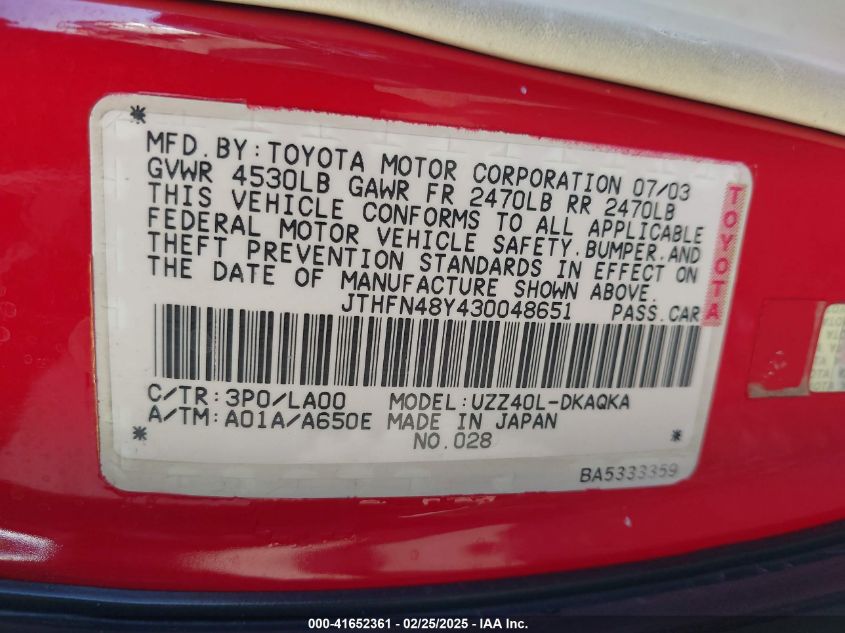 MFD.BY:TOYOTA MOTOR CORPORATION 07/03
GVWR 4530LB GAWR FR 2470LB RR 2470LB
THIS VEHICLE CONFORMS TO ALL APPLICABLE
FEDERAL MOTOR VEHICLE SAFETY,BUMPER,AND
THEFT PREVENTION STANDARDS IN EFFECT ON
THE DATE OF MANUFACTURE SHOWN ABOVE.
JTHFN48Y430048651 PASS.CAR
TOYOTA
C/TR:3P0/LA00 MODEL:UZZ40L-DKAQKA
A/TM:A01A/A650E MADE IN JAPAN
NO.028
BA5333359
000-41652361 - 02/25/2025 - IAA Inc.